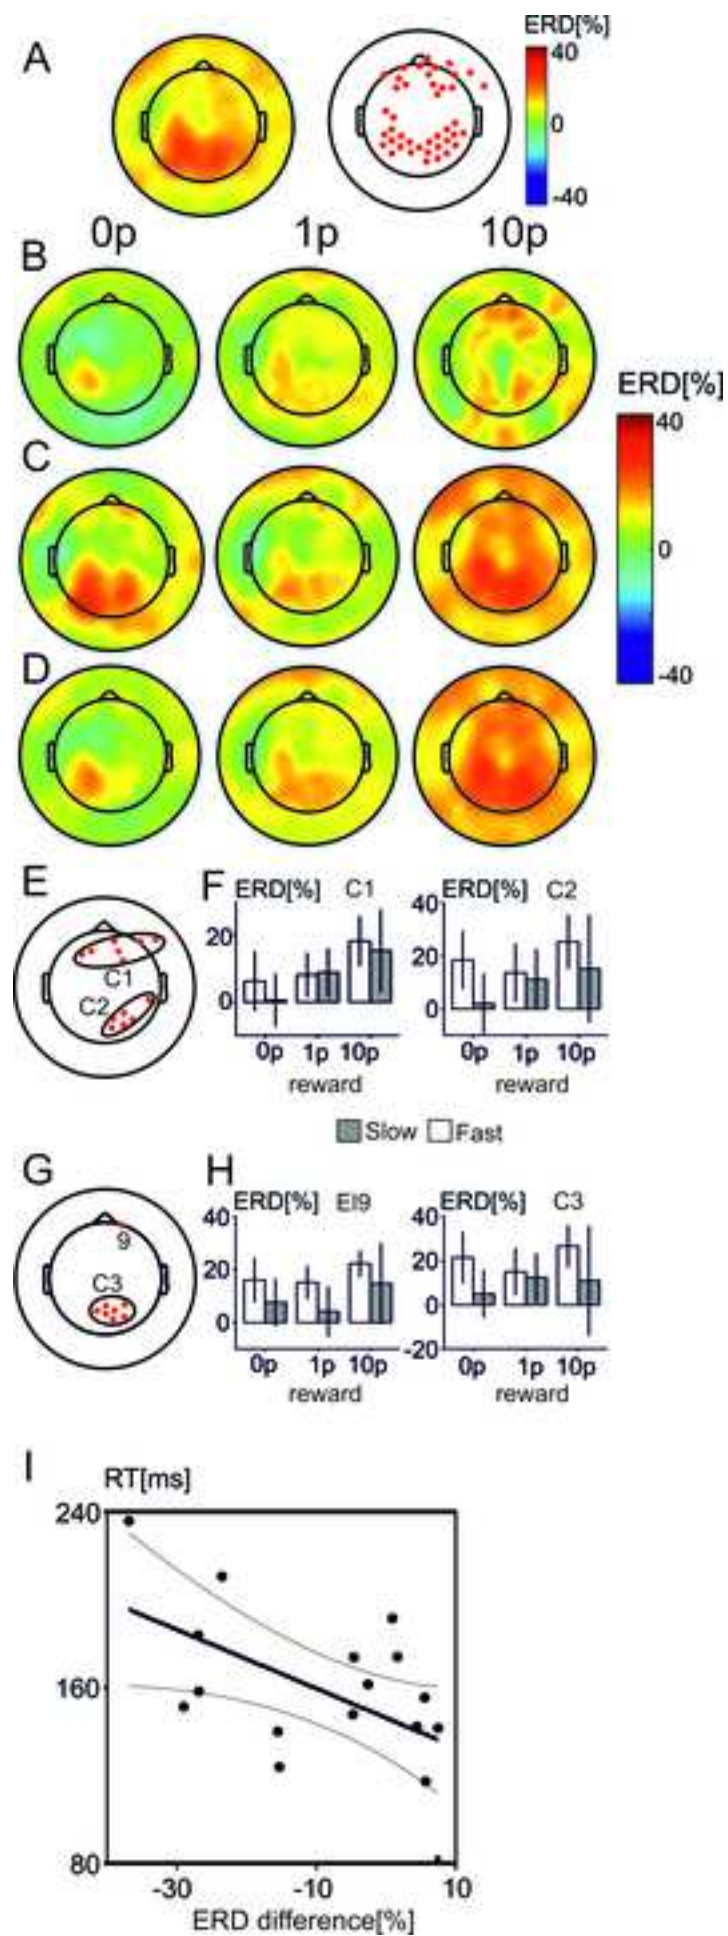 A
ERD[%]
40
0
-40
0p 1p 10p
B
ERD[%]
40
0
-40
C
D
E
C1
C2
F
ERD[%] C1
20
0
0p 1p 10p
reward
ERD[%] C2
40
20
0
0p 1p 10p
reward
Slow Fast
G
9
C3
H
ERD[%] El9
40
20
0
0p 1p 10p
reward
ERD[%] C3
40
20
0
-20
0p 1p 10p
reward
I
RT[ms]
240
160
80
-30 -10 10
ERD difference[%]